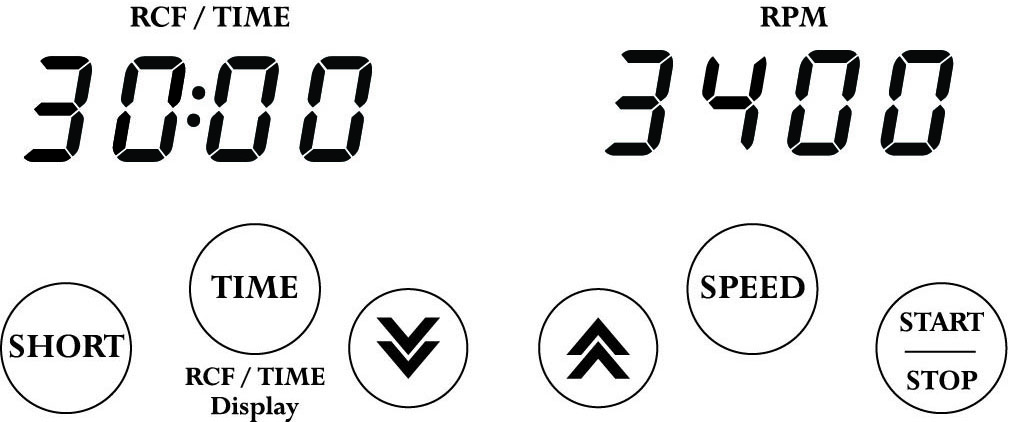 RCF / TIME
RPM
30:00
3400
TIME
SPEED
SHORT
START
STOP
RCF / TIME
Display